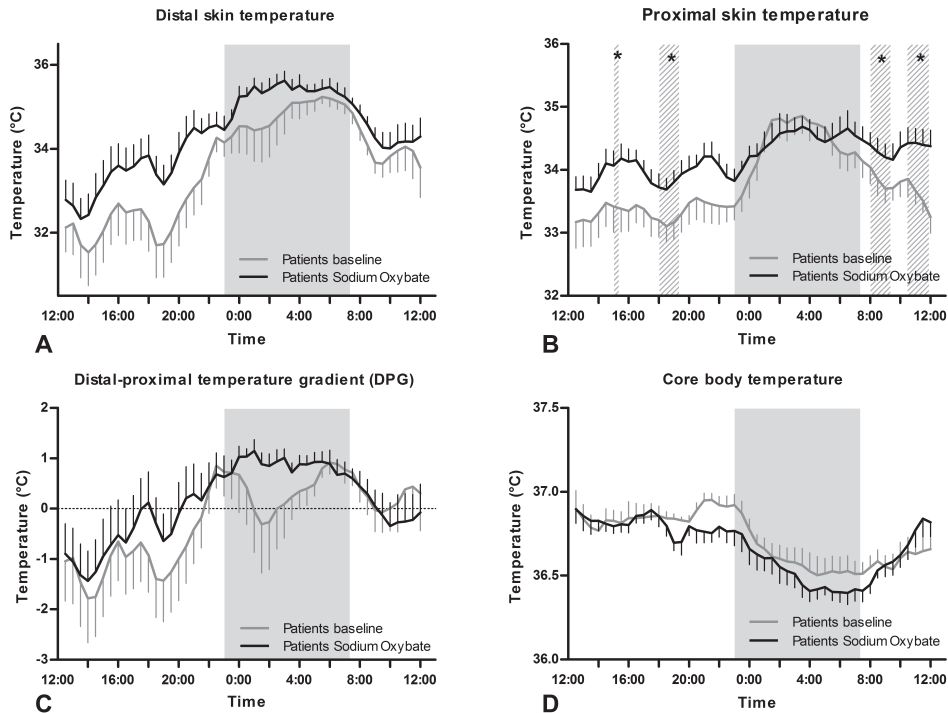 Distal skin temperature
Temperature (°C)
36
34
32
Patients baseline
Patients Sodium Oxybate
12:00 16:00 20:00 0:00 4:00 8:00 12:00
Time
A
Proximal skin temperature
Temperature (°C)
36
35
34
33
32
* * * *
Patients baseline
Patients Sodium Oxybate
12:00 16:00 20:00 0:00 4:00 8:00 12:00
Time
B
Distal-proximal temperature gradient (DPG)
Temperature (°C)
2
1
0
-1
-2
-3
Patients baseline
Patients Sodium Oxybate
12:00 16:00 20:00 0:00 4:00 8:00 12:00
Time
C
Core body temperature
Temperature (°C)
37.5
37.0
36.5
36.0
Patients baseline
Patients Sodium Oxybate
12:00 16:00 20:00 0:00 4:00 8:00 12:00
Time
D